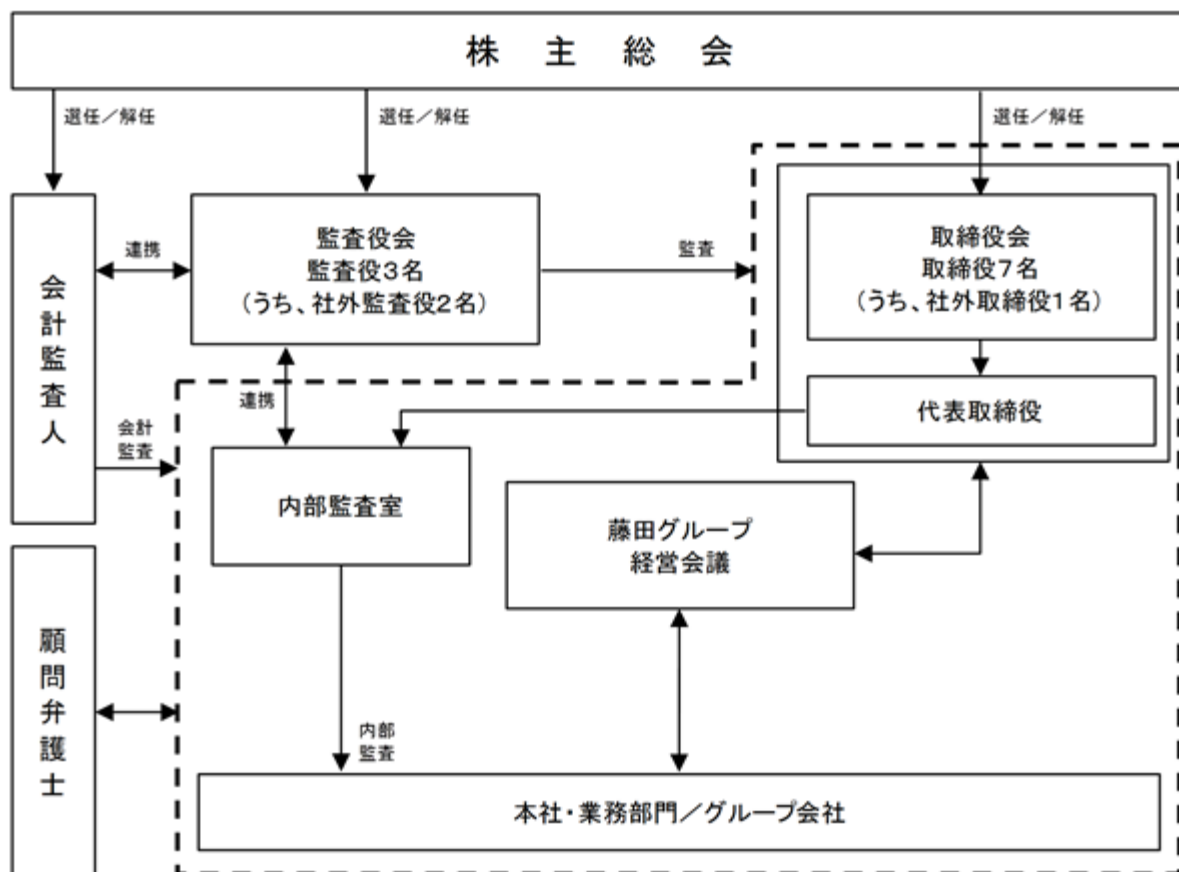 株主総会
選任／解任
選任／解任
選任／解任
会計監査人
連携
監査役会
監査役3名
(うち、社外監査役2名)
監査
取締役会
取締役7名
(うち、社外取締役1名)
代表取締役
連携
会計
監査
内部監査室
藤田グループ
経営会議
顧問弁護士
内部
監査
本社・業務部門／グループ会社